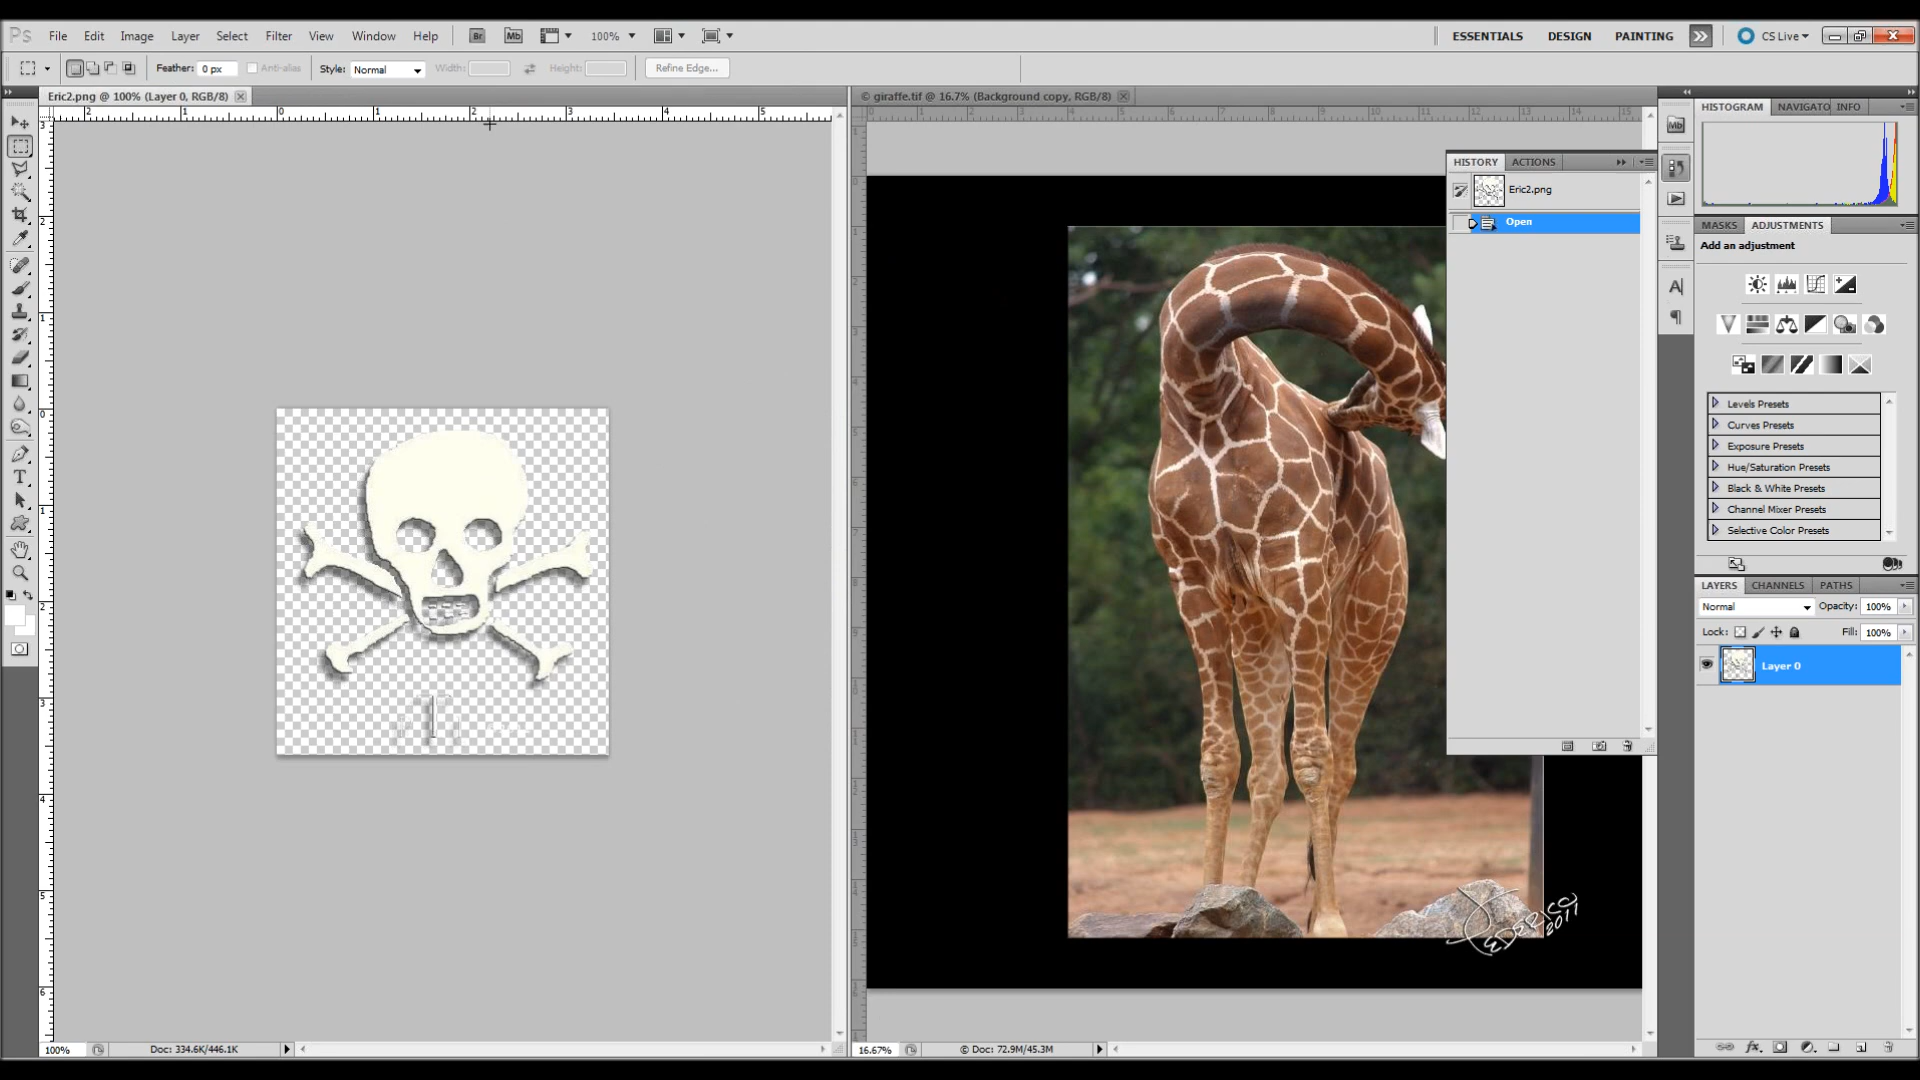 Ps File Edit Image Layer Select Filter View Window Help Br Mb 100% ESSENTIALS DESIGN PAINTING CS Live
Feather: 0 px Anti-alias Style: Normal Width: Height: Refine Edge...
Eric2.png @ 100% (Layer 0, RGB/8)
© giraffe.tif @ 16.7% (Background copy, RGB/8)
HISTORY ACTIONS
Eric2.png
Open
HISTOGRAM NAVIGATO INFO
MASKS ADJUSTMENTS
Add an adjustment
Levels Presets
Curves Presets
Exposure Presets
Hue/Saturation Presets
Black & White Presets
Channel Mixer Presets
Selective Color Presets
LAYERS CHANNELS PATHS
Normal Opacity: 100%
Lock: Fill: 100%
Layer 0
2011
100% Doc: 334.6K/446.1K
16.67% © Doc: 72.9M/45.3M